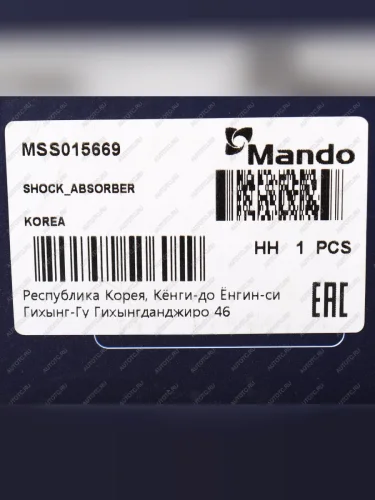 MSS015669
Mando
SHOCK_ABSORBER
KOREA
HH 1 PCS
Республика Корея, Кёнги-до Ёнгин-си
Гихынг-Гу Гихынгданджиро 46
EAC